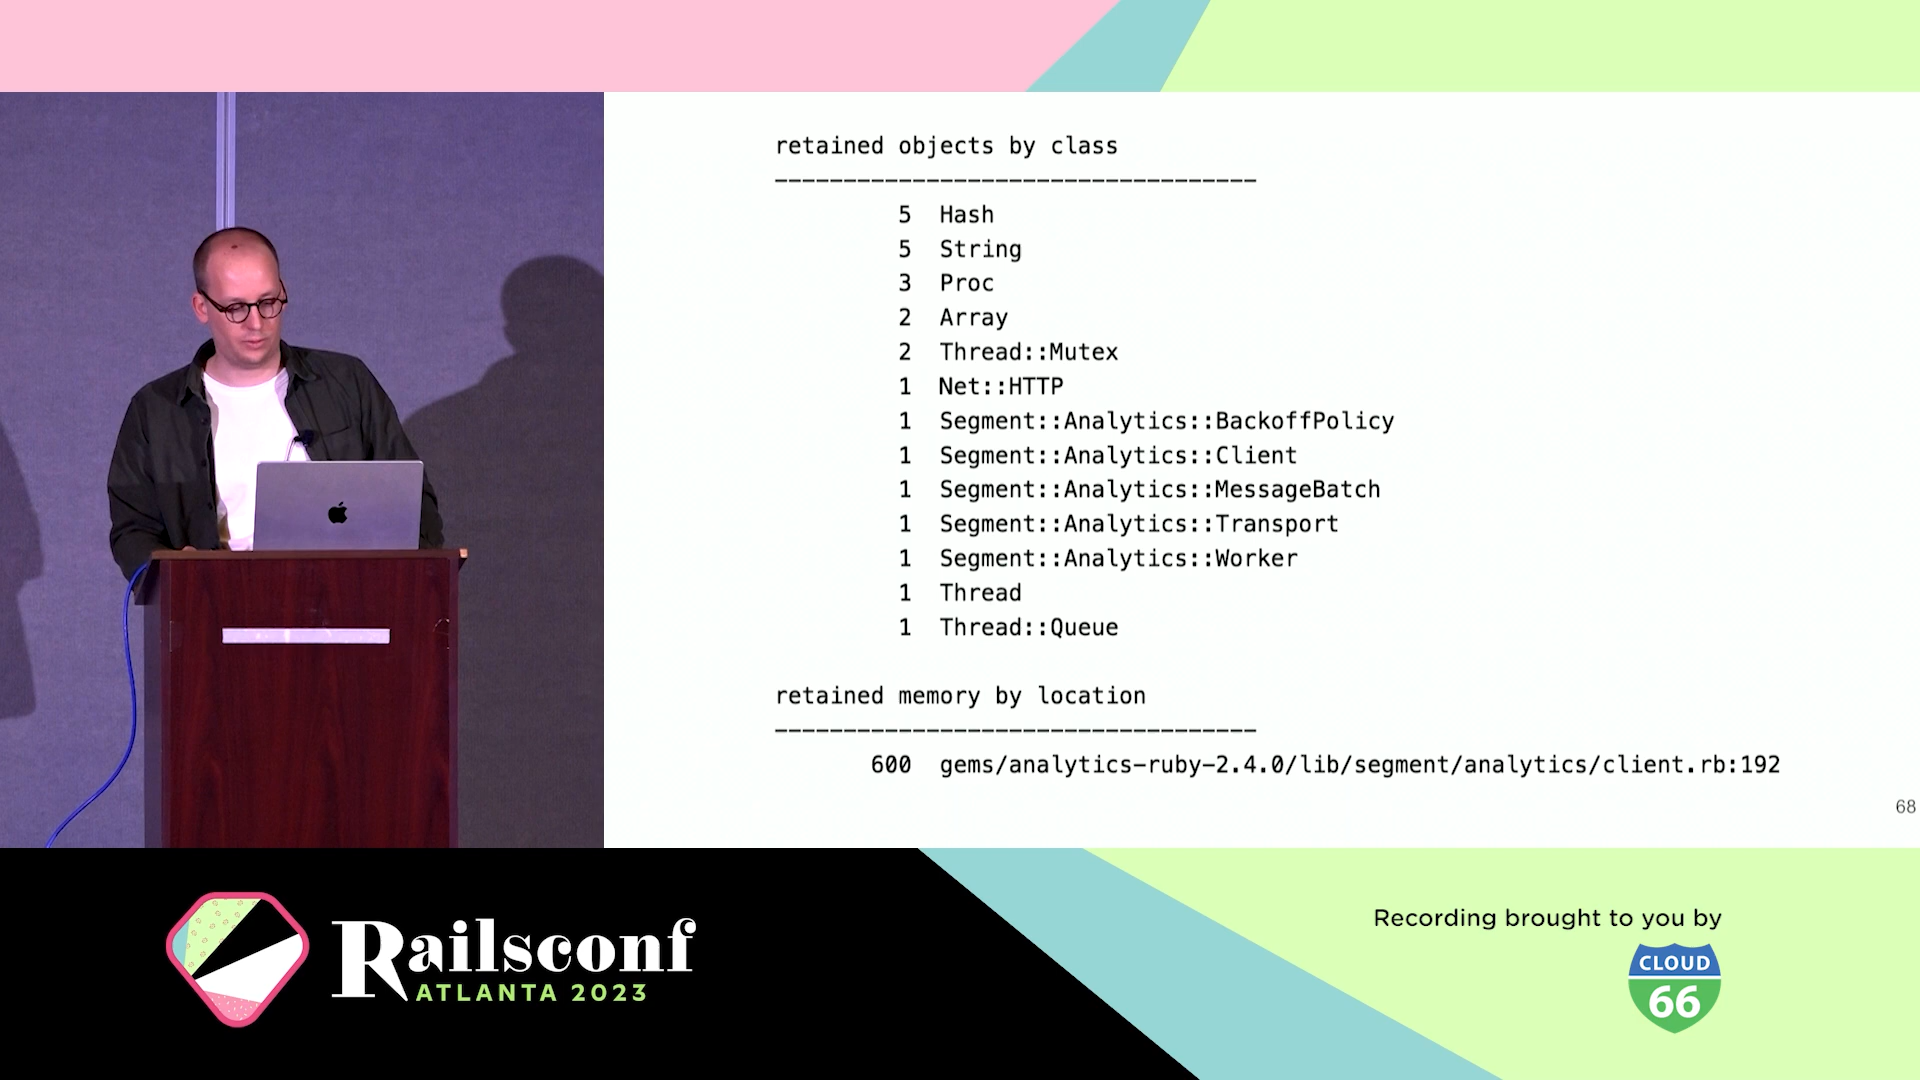 retained objects by class
-----------------------------------
5 Hash
5 String
3 Proc
2 Array
2 Thread::Mutex
1 Net::HTTP
1 Segment::Analytics::BackoffPolicy
1 Segment::Analytics::Client
1 Segment::Analytics::MessageBatch
1 Segment::Analytics::Transport
1 Segment::Analytics::Worker
1 Thread
1 Thread::Queue
retained memory by location
-----------------------------------
600 gems/analytics-ruby-2.4.0/lib/segment/analytics/client.rb:192
68
Railsconf
ATLANTA 2023
Recording brought to you by
CLOUD
66